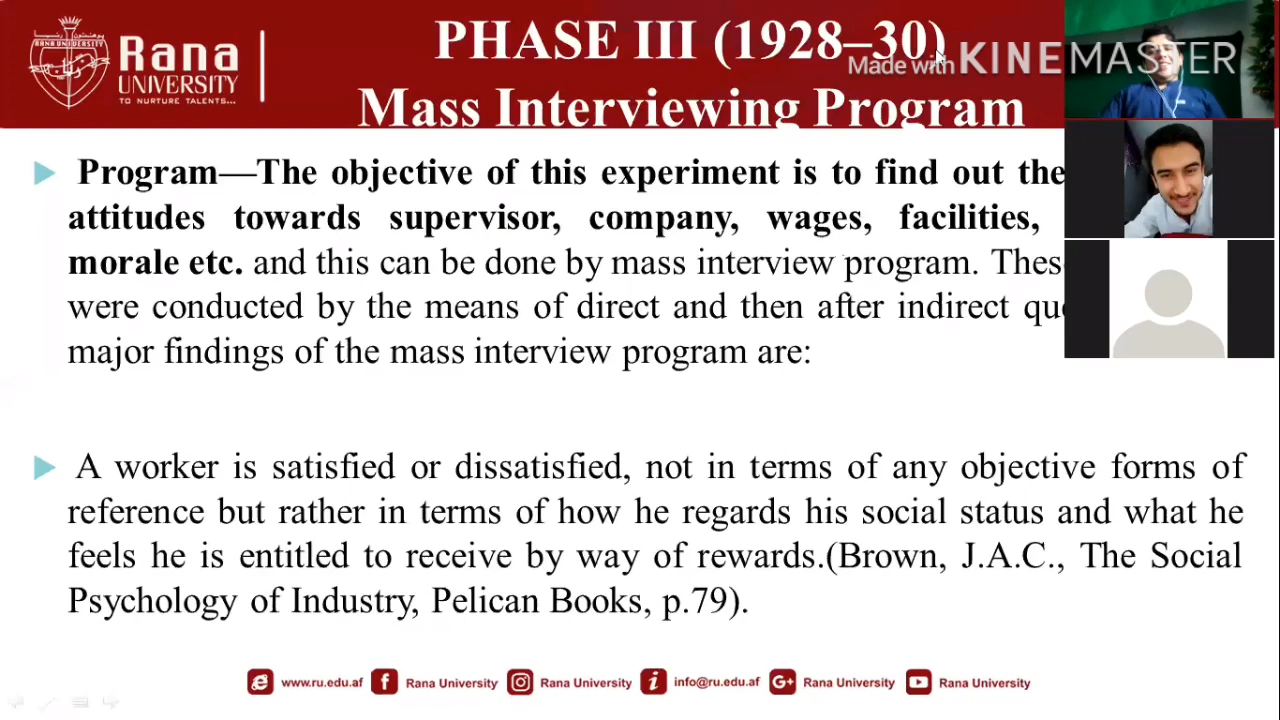 RANA UNIVERSITY
Rana
UNIVERSITY
TO NURTURE TALENTS...
PHASE III (1928–30)
Mass Interviewing Program
Made with KINEMASTER
Program—The objective of this experiment is to find out the
attitudes towards supervisor, company, wages, facilities,
morale etc. and this can be done by mass interview program.
were conducted by the means of direct and then after indirect
major findings of the mass interview program are:
A worker is satisfied or dissatisfied, not in terms of any objective forms of
reference but rather in terms of how he regards his social status and what he
feels he is entitled to receive by way of rewards.(Brown, J.A.C., The Social
Psychology of Industry, Pelican Books, p.79).
www.ru.edu.af Rana University Rana University info@ru.edu.af Rana University Rana University